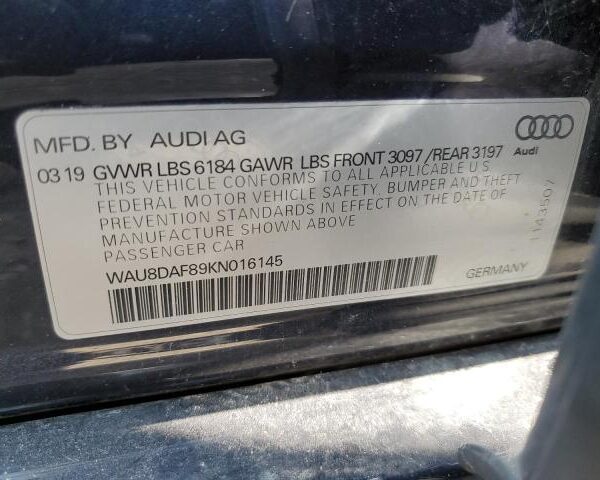 MFD. BY AUDI AG
03 19 GVWR LBS 6184 GAWR LBS FRONT 3097 /REAR 3197
THIS VEHICLE CONFORMS TO ALL APPLICABLE U.S.
FEDERAL MOTOR VEHICLE SAFETY, BUMPER AND THEFT
PREVENTION STANDARDS IN EFFECT ON THE DATE OF
MANUFACTURE SHOWN ABOVE
PASSENGER CAR
WAU8DAF89KN016145
GERMANY
Audi
1143507